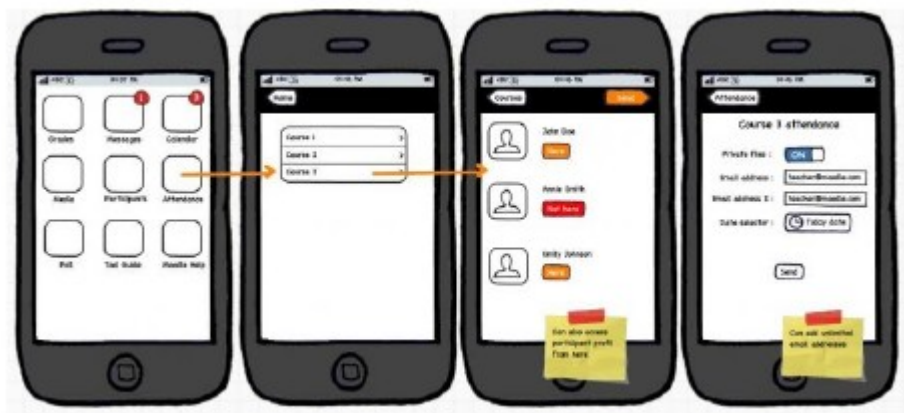 1
3
Grades
Messages
Calendar
Media
Participants
Attendance
Poll
Tool Guide
Moodle Help
Home
Course 1
Course 2
Course 3
Courses
Send
John Doe
Here
Annie Smith
Not here
Emily Johnson
Here
Can also access
participant profil
from here
Attendance
Course 3 attendance
Private files :
ON
Email address :
teacher@moodle.com
Email address 2 :
teacher@moodle.com
Date selector :
Today date
Send
Can add unlimited
email addresses